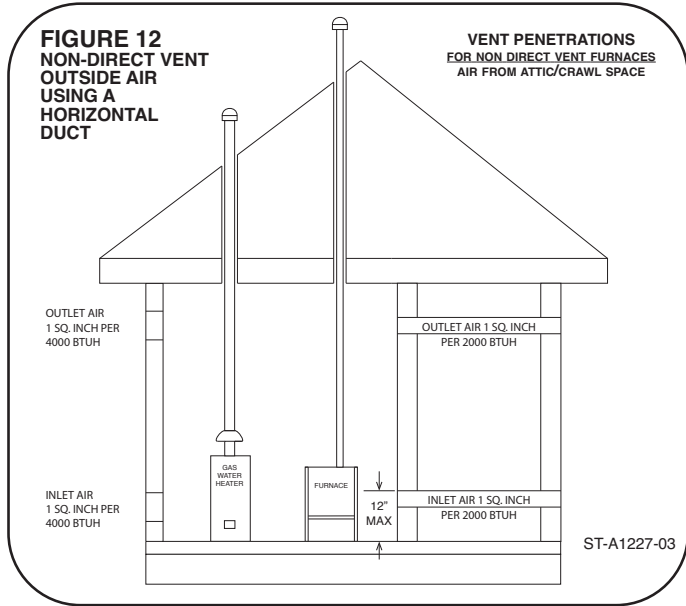 FIGURE 12
NON-DIRECT VENT
OUTSIDE AIR
USING A
HORIZONTAL
DUCT
VENT PENETRATIONS
FOR NON DIRECT VENT FURNACES
AIR FROM ATTIC/CRAWL SPACE
OUTLET AIR
1 SQ. INCH PER
4000 BTUH
OUTLET AIR 1 SQ. INCH
PER 2000 BTUH
GAS
WATER
HEATER
FURNACE
INLET AIR
1 SQ. INCH PER
4000 BTUH
12"
MAX
INLET AIR 1 SQ. INCH
PER 2000 BTUH
ST-A1227-03